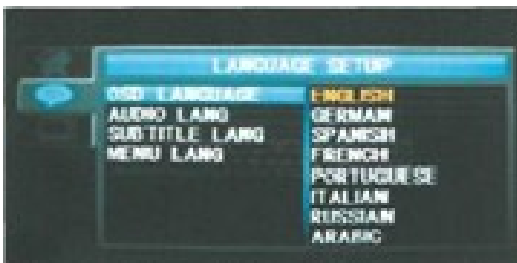 LANGUAGE SETUP
OSD LANGUAGE
AUDIO LANG
SUBTITLE LANG
MENU LANG
ENGLISH
GERMAN
SPANISH
FRENCH
PORTUGUESE
ITALIAN
RUSSIAN
ARABIC